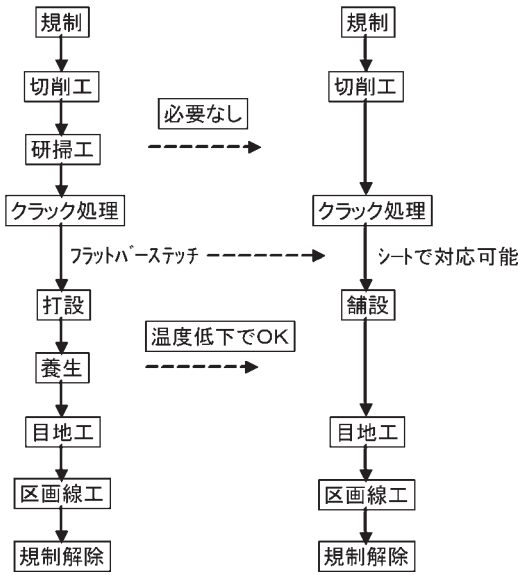 規制
規制
切削工
切削工
必要なし
研掃工
クラック処理
クラック処理
フラットバーステッチ
シートで対応可能
打設
舗設
温度低下でOK
養生
目地工
目地工
区画線工
区画線工
規制解除
規制解除